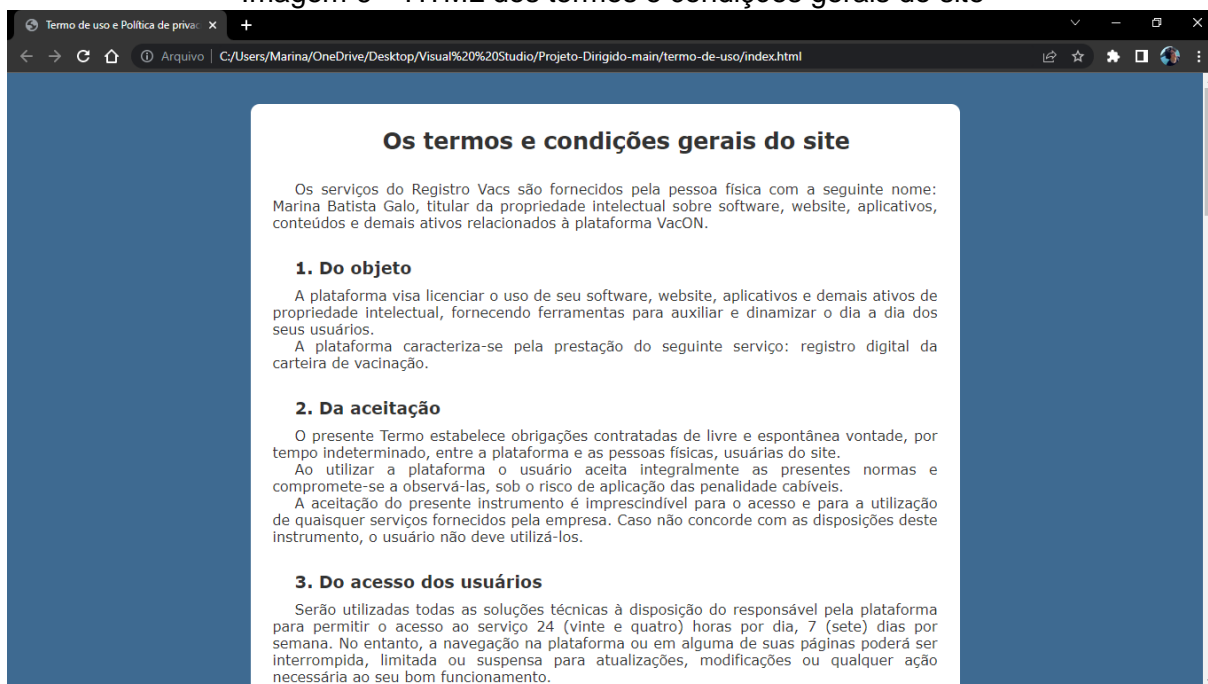 Termo de uso e Política de privac
Arquivo | C:/Users/Marina/OneDrive/Desktop/Visual%20%20Studio/Projeto-Dirigido-main/termo-de-uso/index.html
Os termos e condições gerais do site
Os serviços do Registro Vacs são fornecidos pela pessoa física com a seguinte nome:
Marina Batista Galo, titular da propriedade intelectual sobre software, website, aplicativos,
conteúdos e demais ativos relacionados à plataforma VacON.
1. Do objeto
A plataforma visa licenciar o uso de seu software, website, aplicativos e demais ativos de
propriedade intelectual, fornecendo ferramentas para auxiliar e dinamizar o dia a dia dos
seus usuários.
A plataforma caracteriza-se pela prestação do seguinte serviço: registro digital da
carteira de vacinação.
2. Da aceitação
O presente Termo estabelece obrigações contratadas de livre e espontânea vontade, por
tempo indeterminado, entre a plataforma e as pessoas físicas, usuárias do site.
Ao utilizar a plataforma o usuário aceita integralmente as presentes normas e
compromete-se a observá-las, sob o risco de aplicação das penalidade cabíveis.
A aceitação do presente instrumento é imprescindível para o acesso e para a utilização
de quaisquer serviços fornecidos pela empresa. Caso não concorde com as disposições deste
instrumento, o usuário não deve utilizá-los.
3. Do acesso dos usuários
Serão utilizadas todas as soluções técnicas à disposição do responsável pela plataforma
para permitir o acesso ao serviço 24 (vinte e quatro) horas por dia, 7 (sete) dias por
semana. No entanto, a navegação na plataforma ou em alguma de suas páginas poderá ser
interrompida, limitada ou suspensa para atualizações, modificações ou qualquer ação
necessária ao seu bom funcionamento.